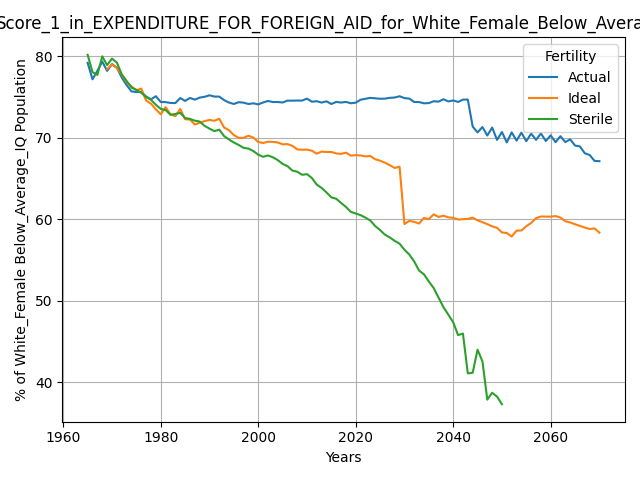 Score_1_in_EXPENDITURE_FOR_FOREIGN_AID_for_White_Female_Below_Avera
Fertility
Actual
Ideal
Sterile
% of White_Female Below_Average_IQ Population
80
70
60
50
40
1960
1980
2000
2020
2040
2060
Years